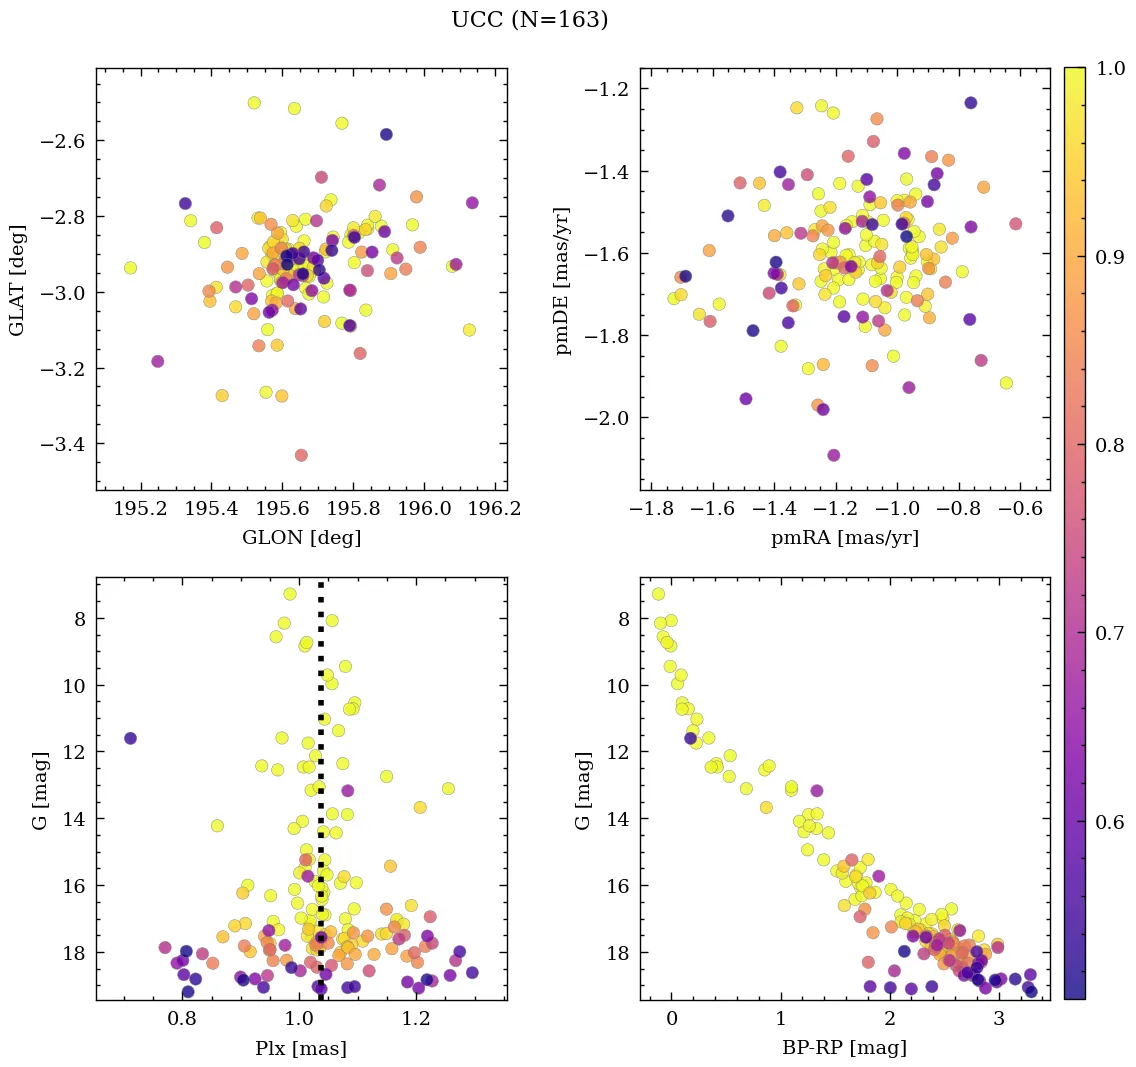 UCC (N=163)
−2.6
−2.8
−3.0
−3.2
−3.4
GLAT [deg]
195.2 195.4 195.6 195.8 196.0 196.2
GLON [deg]
−1.2
−1.4
−1.6
−1.8
−2.0
pmDE [mas/yr]
−1.8 −1.6 −1.4 −1.2 −1.0 −0.8 −0.6
pmRA [mas/yr]
8
10
12
14
16
18
G [mag]
0.8 1.0 1.2
Plx [mas]
8
10
12
14
16
18
G [mag]
0 1 2 3
BP-RP [mag]
1.0
0.9
0.8
0.7
0.6